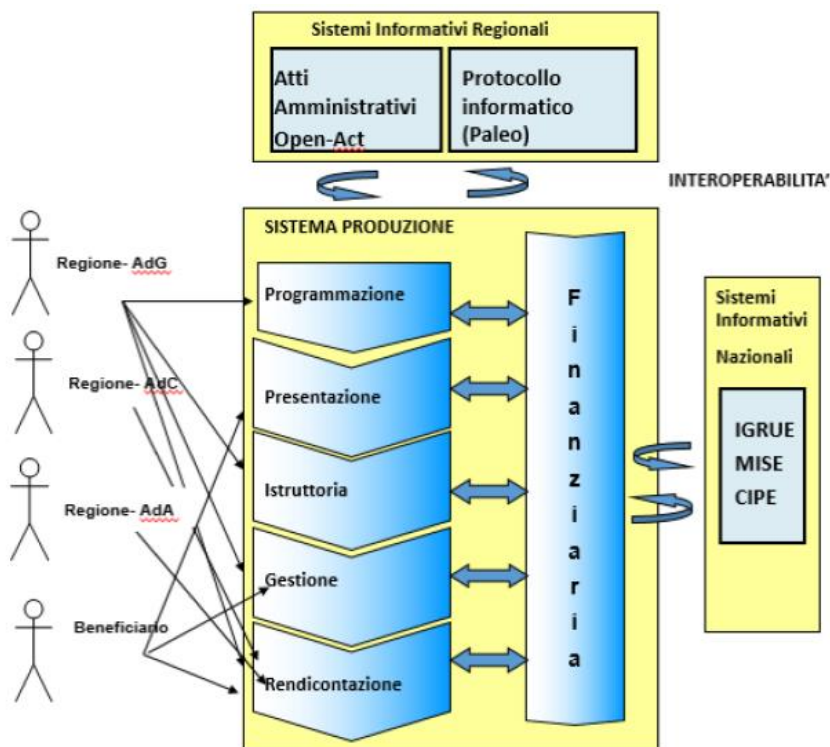 Sistemi Informativi Regionali
Atti
Amministrativi
Open-Act
Protocollo
informatico
(Paleo)
INTEROPERABILITA'
SISTEMA PRODUZIONE
Regione- AdG
Regione- AdC
Regione- AdA
Beneficiario
Programmazione
Presentazione
Istruttoria
Gestione
Rendicontazione
F
i
n
a
n
z
i
a
r
i
a
Sistemi
Informativi
Nazionali
IGRUE
MISE
CIPE